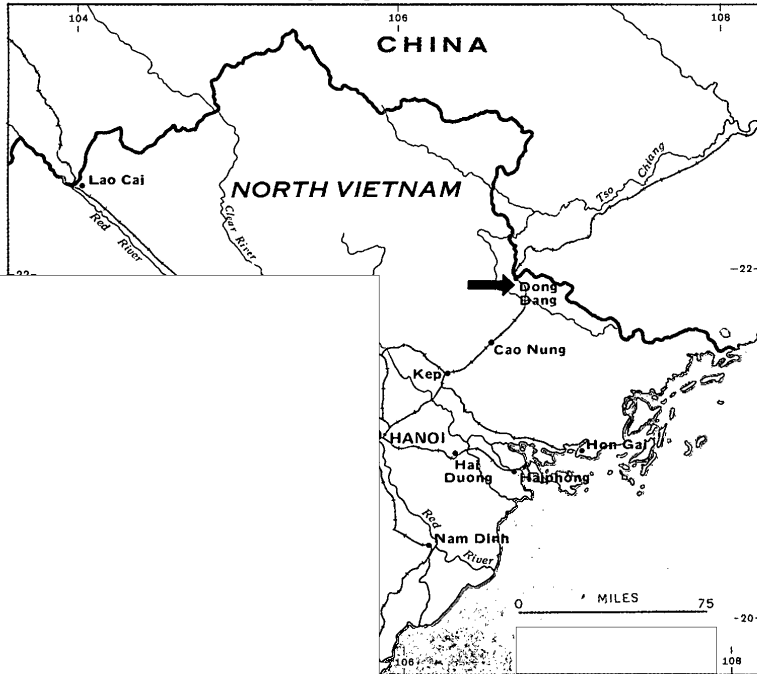 104
106
108
CHINA
Tso Chiang
Lao Cai
NORTH VIETNAM
Red River
Clear River
22
-22-
Dong
Dang
Cao Nung
Kep
HANOI
Hon Gai
Hai
Duong
Haiphong
Red
River
Nam Dinh
MILES
0
75
-20-
106
108